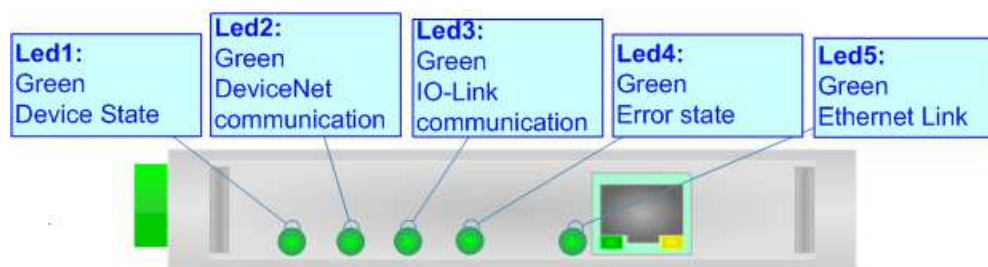 Led1:
Green
Device State
Led2:
Green
DeviceNet
communication
Led3:
Green
IO-Link
communication
Led4:
Green
Error state
Led5:
Green
Ethernet Link